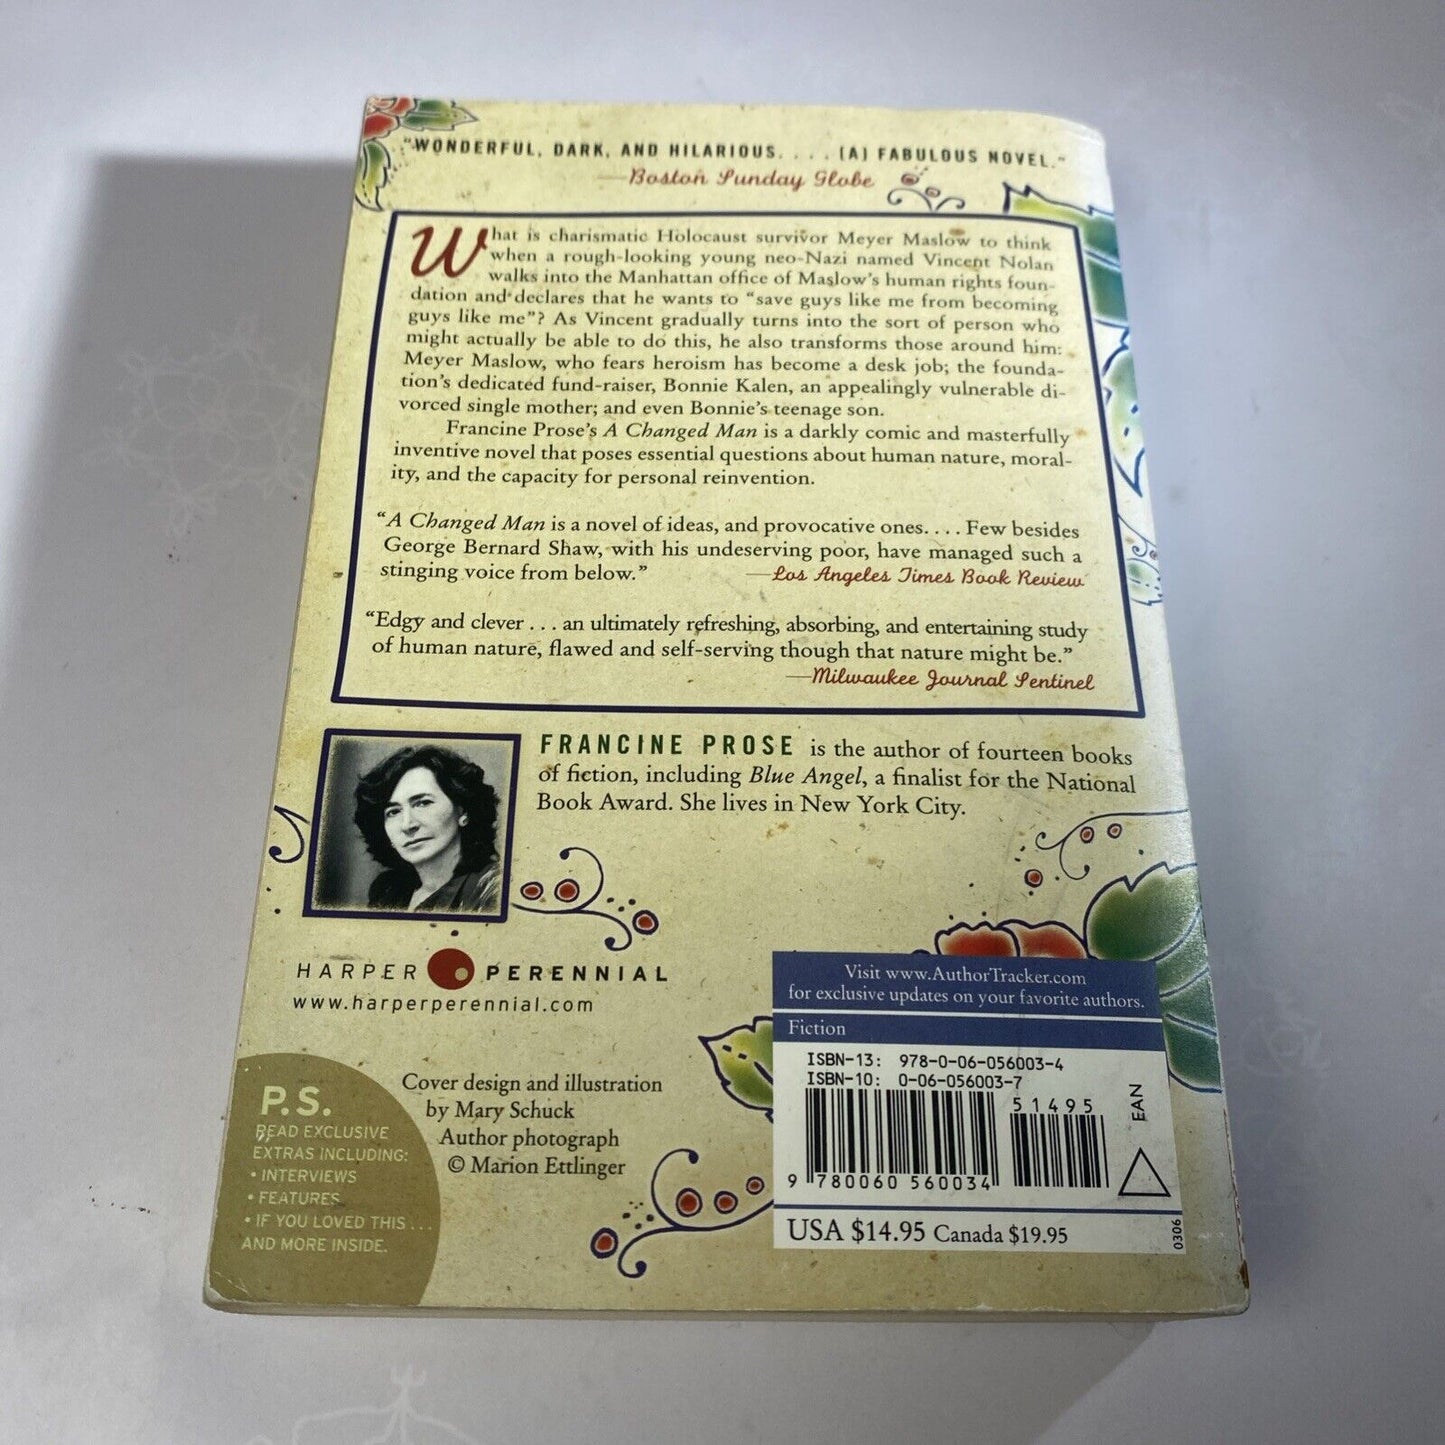 "WONDERFUL, DARK, AND HILARIOUS. . . . [A] FABULOUS NOVEL."
—Boston Sunday Globe
What is charismatic Holocaust survivor Meyer Maslow to think
when a rough-looking young neo-Nazi named Vincent Nolan
walks into the Manhattan office of Maslow's human rights foun-
dation and declares that he wants to "save guys like me from becoming
guys like me"? As Vincent gradually turns into the sort of person who
might actually be able to do this, he also transforms those around him:
Meyer Maslow, who fears heroism has become a desk job; the founda-
tion's dedicated fund-raiser, Bonnie Kalen, an appealingly vulnerable di-
vorced single mother; and even Bonnie's teenage son.
Francine Prose's A Changed Man is a darkly comic and masterfully
inventive novel that poses essential questions about human nature, moral-
ity, and the capacity for personal reinvention.
"A Changed Man is a novel of ideas, and provocative ones. . . . Few besides
George Bernard Shaw, with his undeserving poor, have managed such a
stinging voice from below." —Los Angeles Times Book Review
"Edgy and clever . . . an ultimately refreshing, absorbing, and entertaining study
of human nature, flawed and self-serving though that nature might be."
—Milwaukee Journal Sentinel
FRANCINE PROSE is the author of fourteen books
of fiction, including Blue Angel, a finalist for the National
Book Award. She lives in New York City.
HARPER PERENNIAL
www.harperperennial.com
P.S.
READ EXCLUSIVE
EXTRAS INCLUDING:
• INTERVIEWS
• FEATURES
• IF YOU LOVED THIS . . .
AND MORE INSIDE.
Cover design and illustration
by Mary Schuck
Author photograph
© Marion Ettlinger
Visit www.AuthorTracker.com
for exclusive updates on your favorite authors.
Fiction
ISBN-13: 978-0-06-056003-4
ISBN-10: 0-06-056003-7
51495
EAN
9 780060 560034
USA $14.95 Canada $19.95
0306